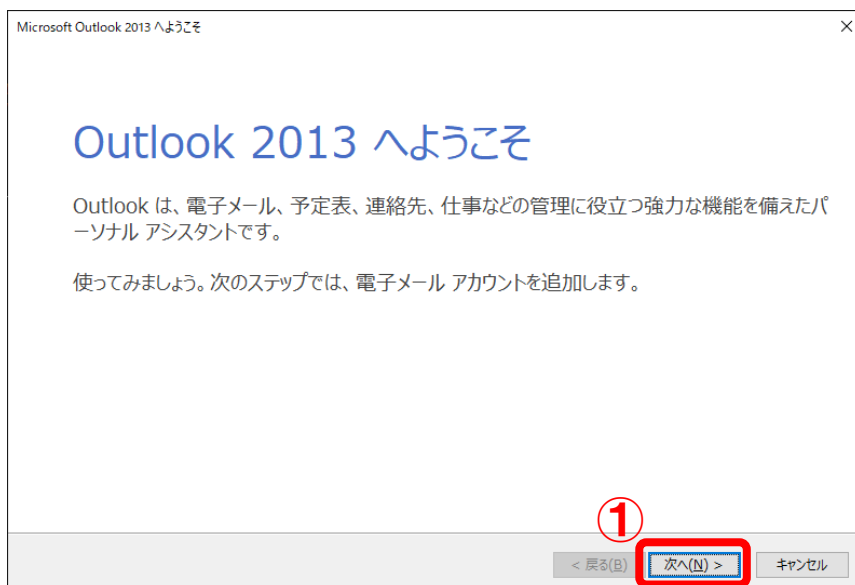 Microsoft Outlook 2013 へようこそ
Outlook 2013 へようこそ
Outlook は、電子メール、予定表、連絡先、仕事などの管理に役立つ強力な機能を備えたパ
ーソナル アシスタントです。
使ってみましょう。次のステップでは、電子メール アカウントを追加します。
①
< 戻る(B) 次へ(N) > キャンセル